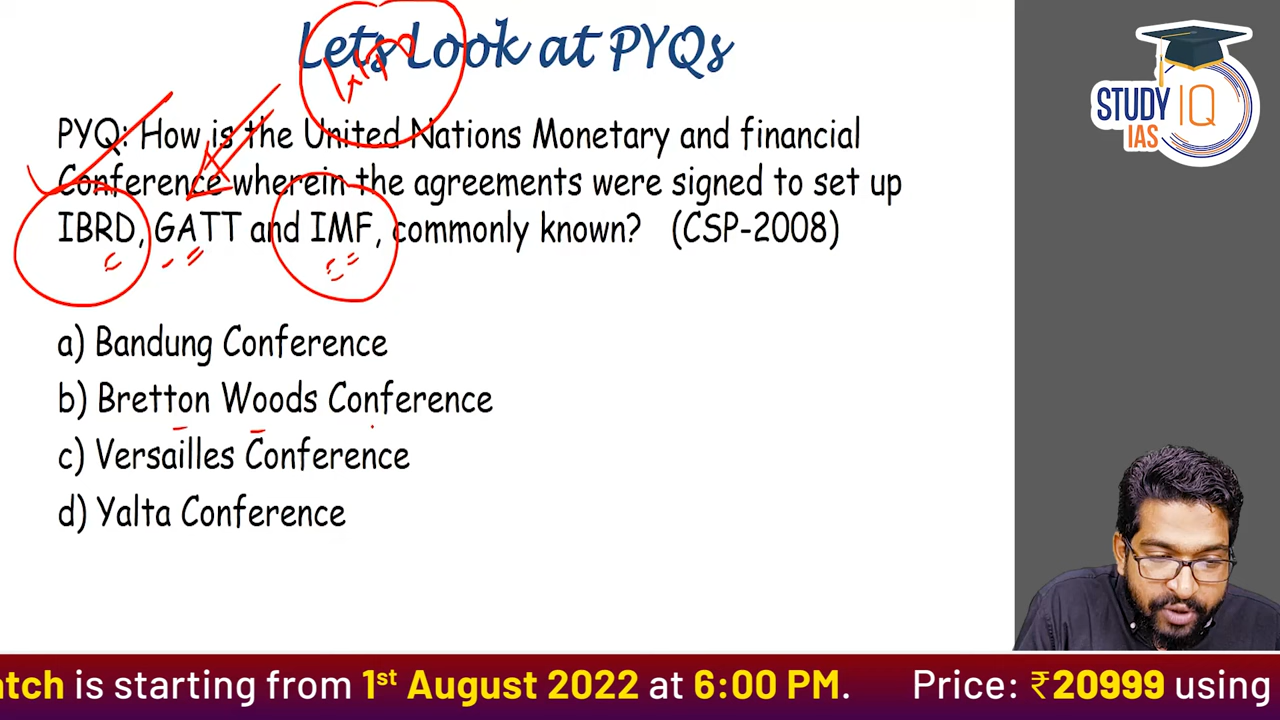 Lets Look at PYQs
STUDY IQ
IAS
PYQ: How is the United Nations Monetary and financial
Conference wherein the agreements were signed to set up
IBRD, GATT and IMF, commonly known? (CSP-2008)
a) Bandung Conference
b) Bretton Woods Conference
c) Versailles Conference
d) Yalta Conference
atch is starting from 1st August 2022 at 6:00 PM. Price: ₹20999 using